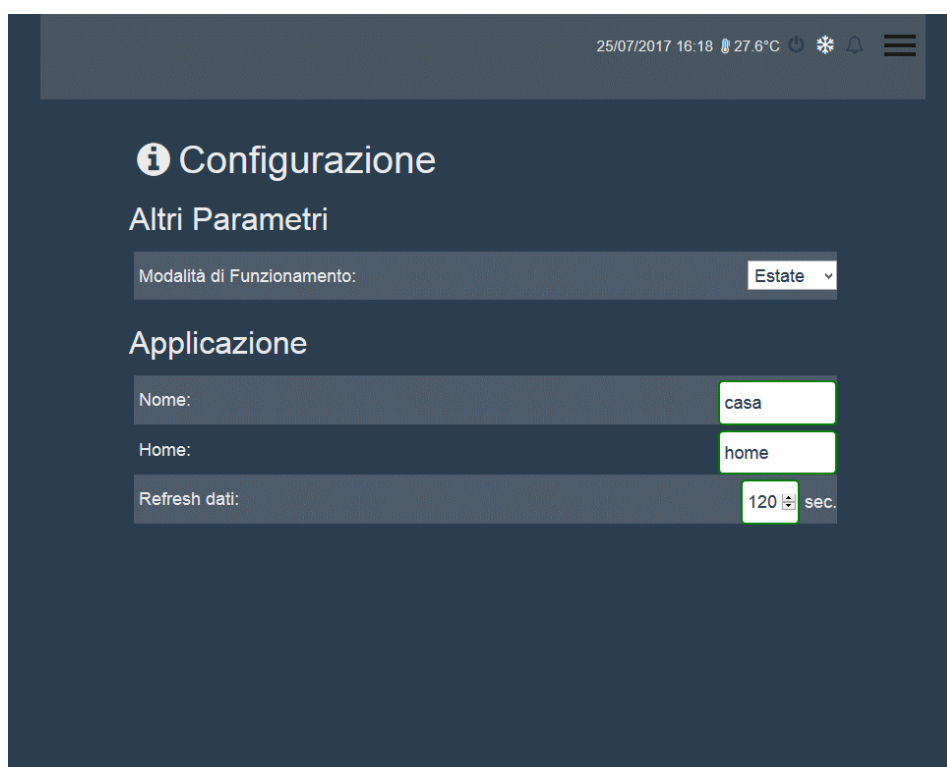 25/07/2017 16:18 27.6°C
Configurazione
Altri Parametri
Modalità di Funzionamento: Estate
Applicazione
Nome: casa
Home: home
Refresh dati: 120 sec.